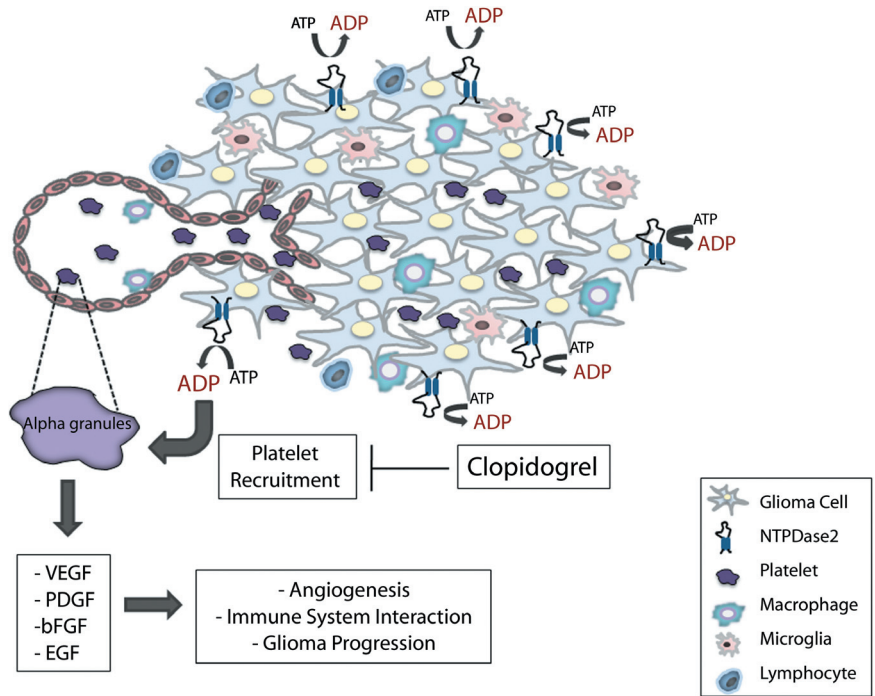 ATP
ADP
ATP
ADP
ATP
ADP
ATP
ADP
ATP
ADP
ATP
ADP
ADP
ATP
Alpha granules
Platelet
Recruitment
Clopidogrel
- VEGF
- PDGF
-bFGF
- EGF
- Angiogenesis
- Immune System Interaction
- Glioma Progression
Glioma Cell
NTPDase2
Platelet
Macrophage
Microglia
Lymphocyte